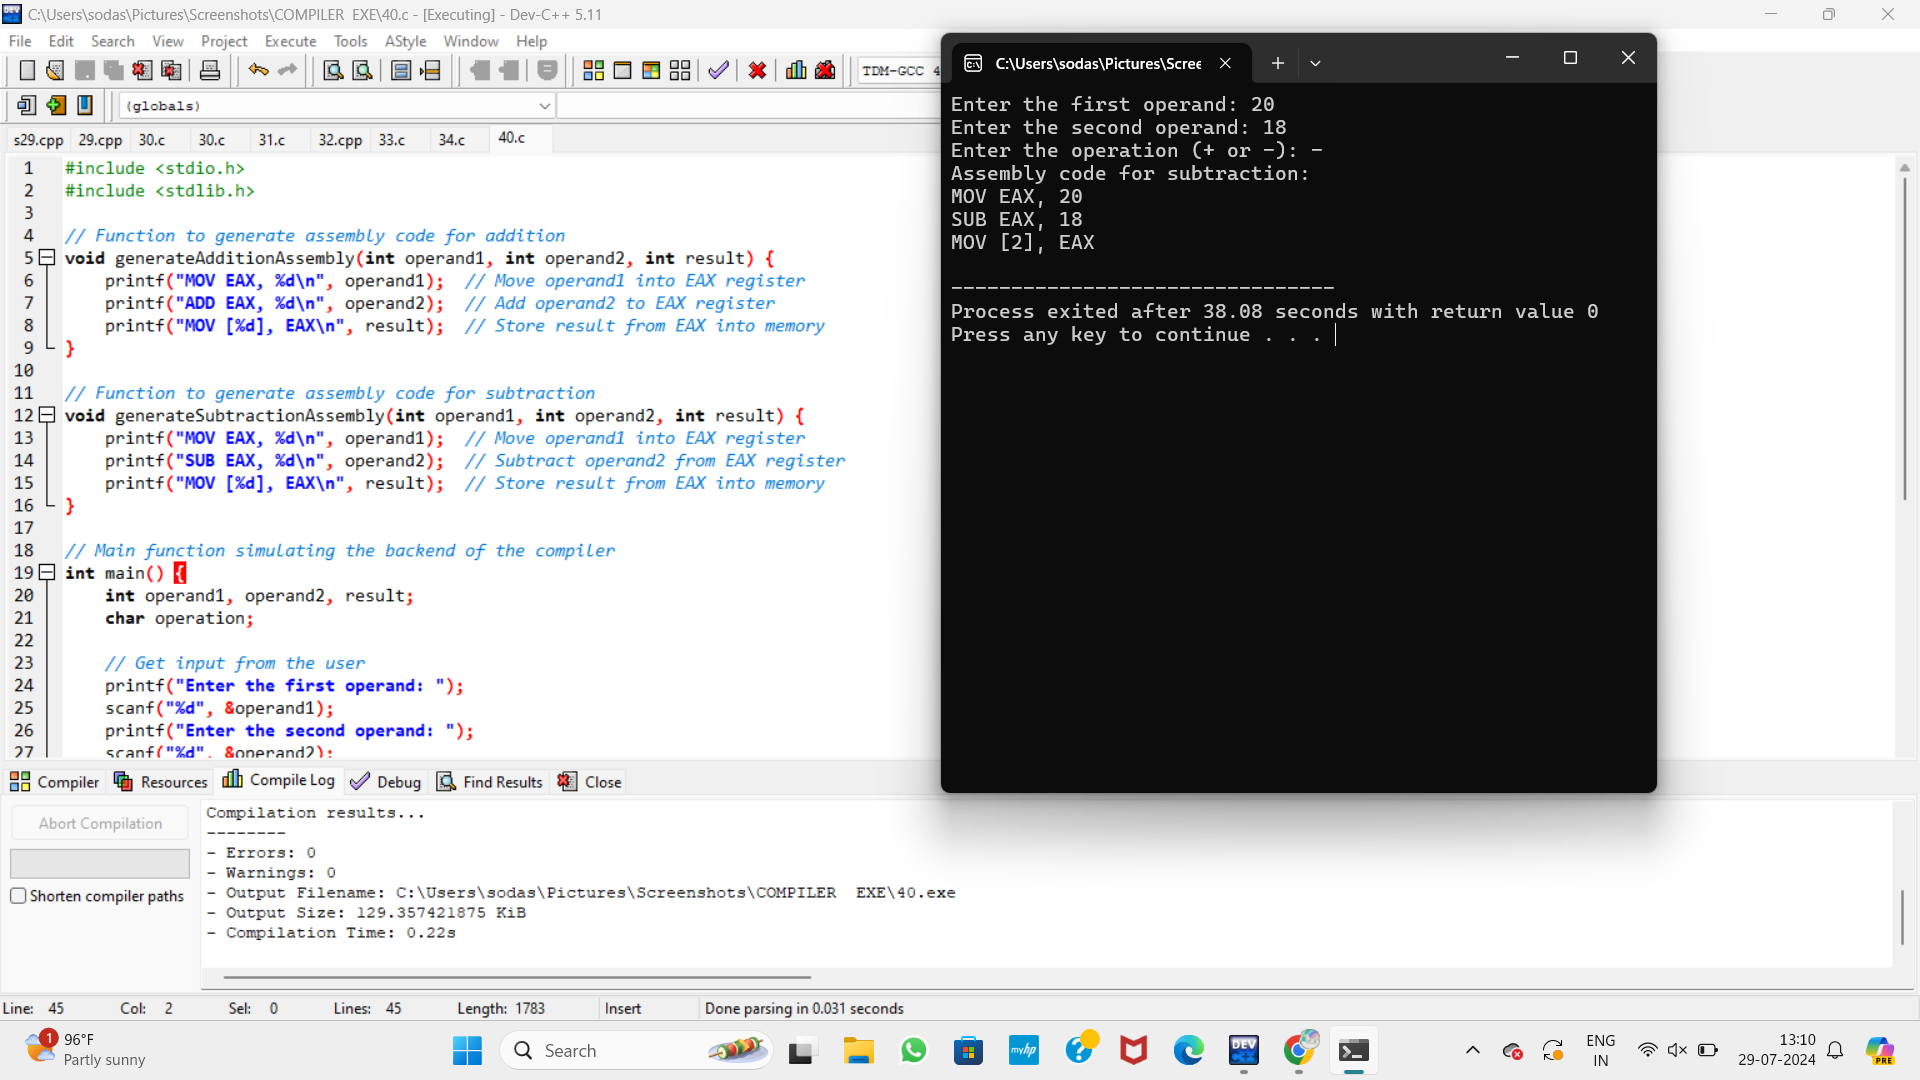 C:\Users\sodas\Pictures\Screenshots\COMPILER EXE\40.c - [Executing] - Dev-C++ 5.11
File Edit Search View Project Execute Tools AStyle Window Help
TDM-GCC 4
(globals)
s29.cpp 29.cpp 30.c 30.c 31.c 32.cpp 33.c 34.c 40.c
1 #include <stdio.h>
2 #include <stdlib.h>
3
4 // Function to generate assembly code for addition
5 void generateAdditionAssembly(int operand1, int operand2, int result) {
6 printf("MOV EAX, %d\n", operand1); // Move operand1 into EAX register
7 printf("ADD EAX, %d\n", operand2); // Add operand2 to EAX register
8 printf("MOV [%d], EAX\n", result); // Store result from EAX into memory
9 }
10
11 // Function to generate assembly code for subtraction
12 void generateSubtractionAssembly(int operand1, int operand2, int result) {
13 printf("MOV EAX, %d\n", operand1); // Move operand1 into EAX register
14 printf("SUB EAX, %d\n", operand2); // Subtract operand2 from EAX register
15 printf("MOV [%d], EAX\n", result); // Store result from EAX into memory
16 }
17
18 // Main function simulating the backend of the compiler
19 int main() {
20 int operand1, operand2, result;
21 char operation;
22
23 // Get input from the user
24 printf("Enter the first operand: ");
25 scanf("%d", &operand1);
26 printf("Enter the second operand: ");
27 scanf("%d", &operand2);
C:\Users\sodas\Pictures\Scree
Enter the first operand: 20
Enter the second operand: 18
Enter the operation (+ or -): -
Assembly code for subtraction:
MOV EAX, 20
SUB EAX, 18
MOV [2], EAX
--------------------------------
Process exited after 38.08 seconds with return value 0
Press any key to continue . . .
Compiler Resources Compile Log Debug Find Results Close
Abort Compilation
Shorten compiler paths
Compilation results...
--------
- Errors: 0
- Warnings: 0
- Output Filename: C:\Users\sodas\Pictures\Screenshots\COMPILER EXE\40.exe
- Output Size: 129.357421875 KiB
- Compilation Time: 0.22s
Line: 45 Col: 2 Sel: 0 Lines: 45 Length: 1783 Insert Done parsing in 0.031 seconds
1
96°F
Partly sunny
Search
myhp
DEV
ENG
IN
13:10
29-07-2024
PRE